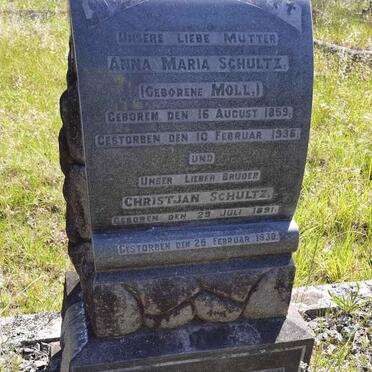 UNSERE LIEBE MUTTER
ANNA MARIA SCHULTZ,
(GEBORENE MOLL,)
GEBOREN DEN 16 AUGUST 1859,
GESTORBEN DEN 10 FEBRUAR 1936.
UND
UNSER LIEBER BRUDER
CHRISTJAN SCHULTZ,
GEBOREN DEN 29 JULI 1891.
GESTORBEN DEN 25 FEBRUAR 1930.